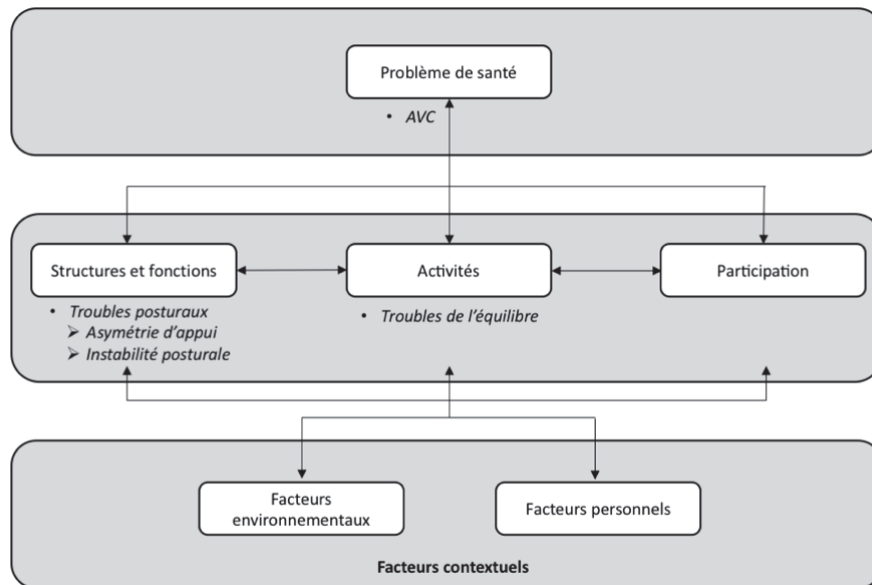 Problème de santé
• AVC
Structures et fonctions
Activités
Participation
• Troubles posturaux
➢ Asymétrie d'appui
➢ Instabilité posturale
• Troubles de l'équilibre
Facteurs
environnementaux
Facteurs personnels
Facteurs contextuels